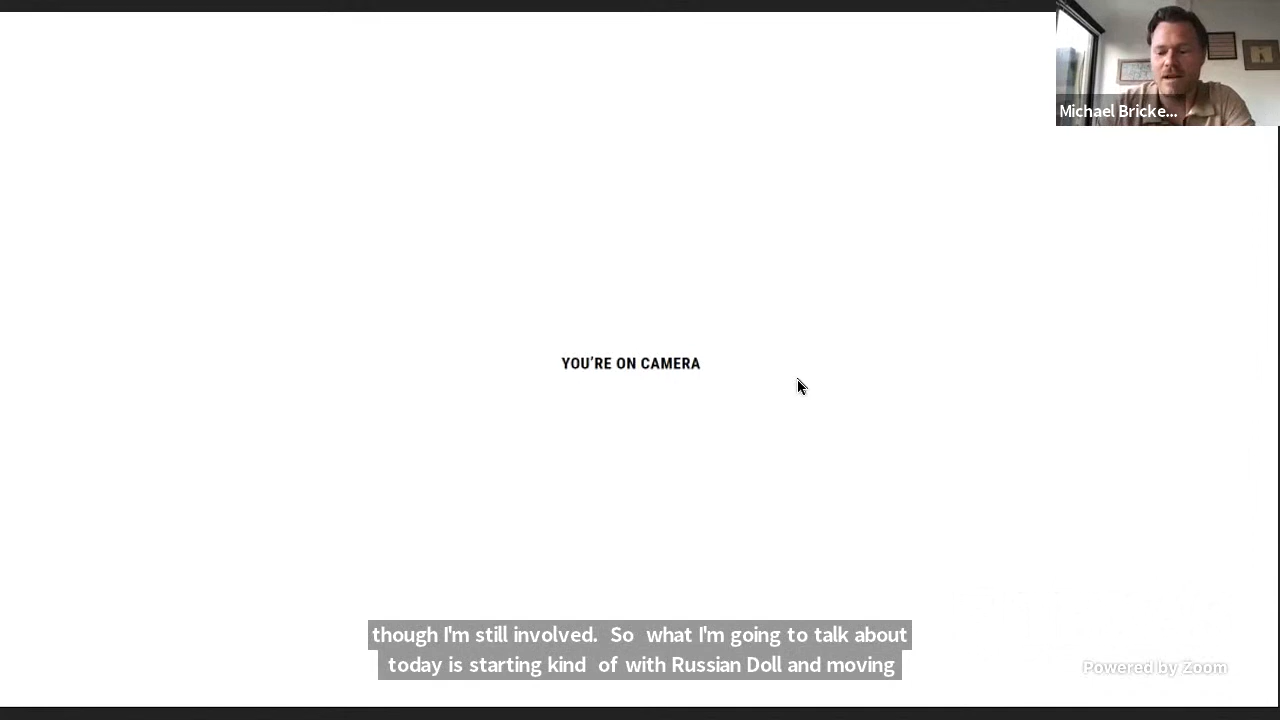 Michael Bricke...
YOU'RE ON CAMERA
though I'm still involved.  So  what I'm going to talk about
today is starting kind  of with Russian Doll and moving
Powered by Zoom